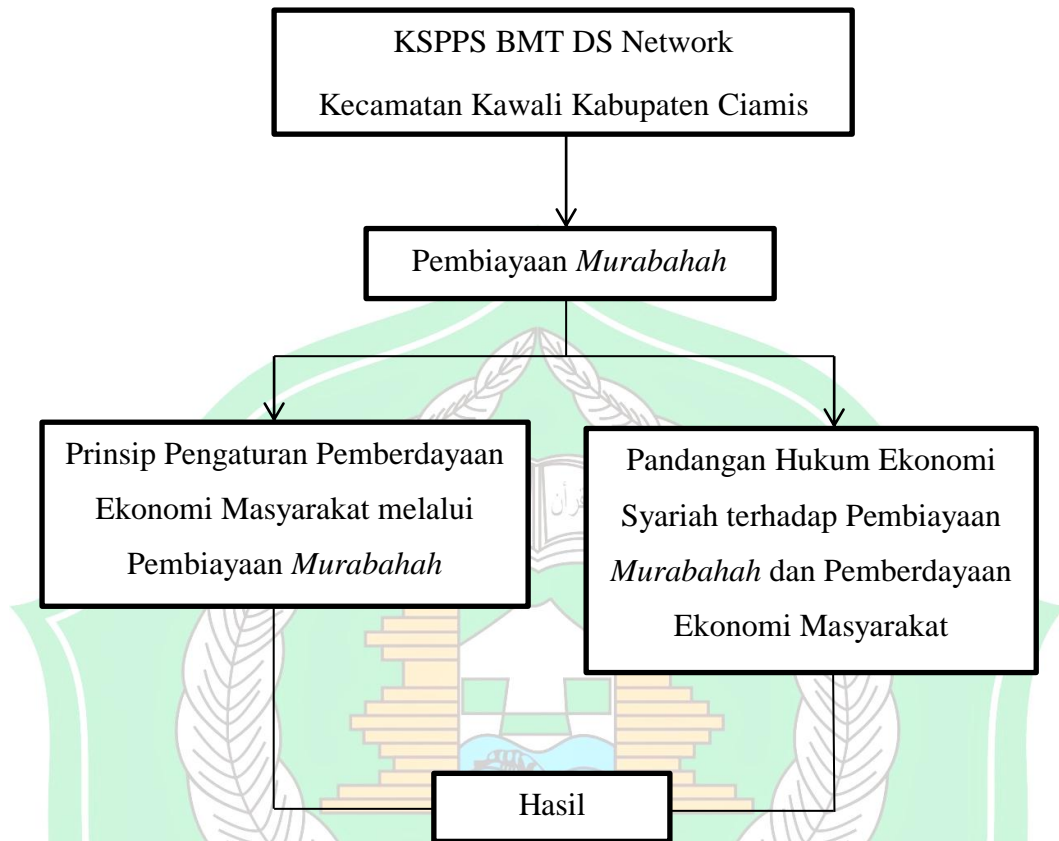 KSPPS BMT DS Network
Kecamatan Kawali Kabupaten Ciamis
Pembiayaan Murabahah
Prinsip Pengaturan Pemberdayaan
Ekonomi Masyarakat melalui
Pembiayaan Murabahah
Pandangan Hukum Ekonomi
Syariah terhadap Pembiayaan
Murabahah dan Pemberdayaan
Ekonomi Masyarakat
Hasil